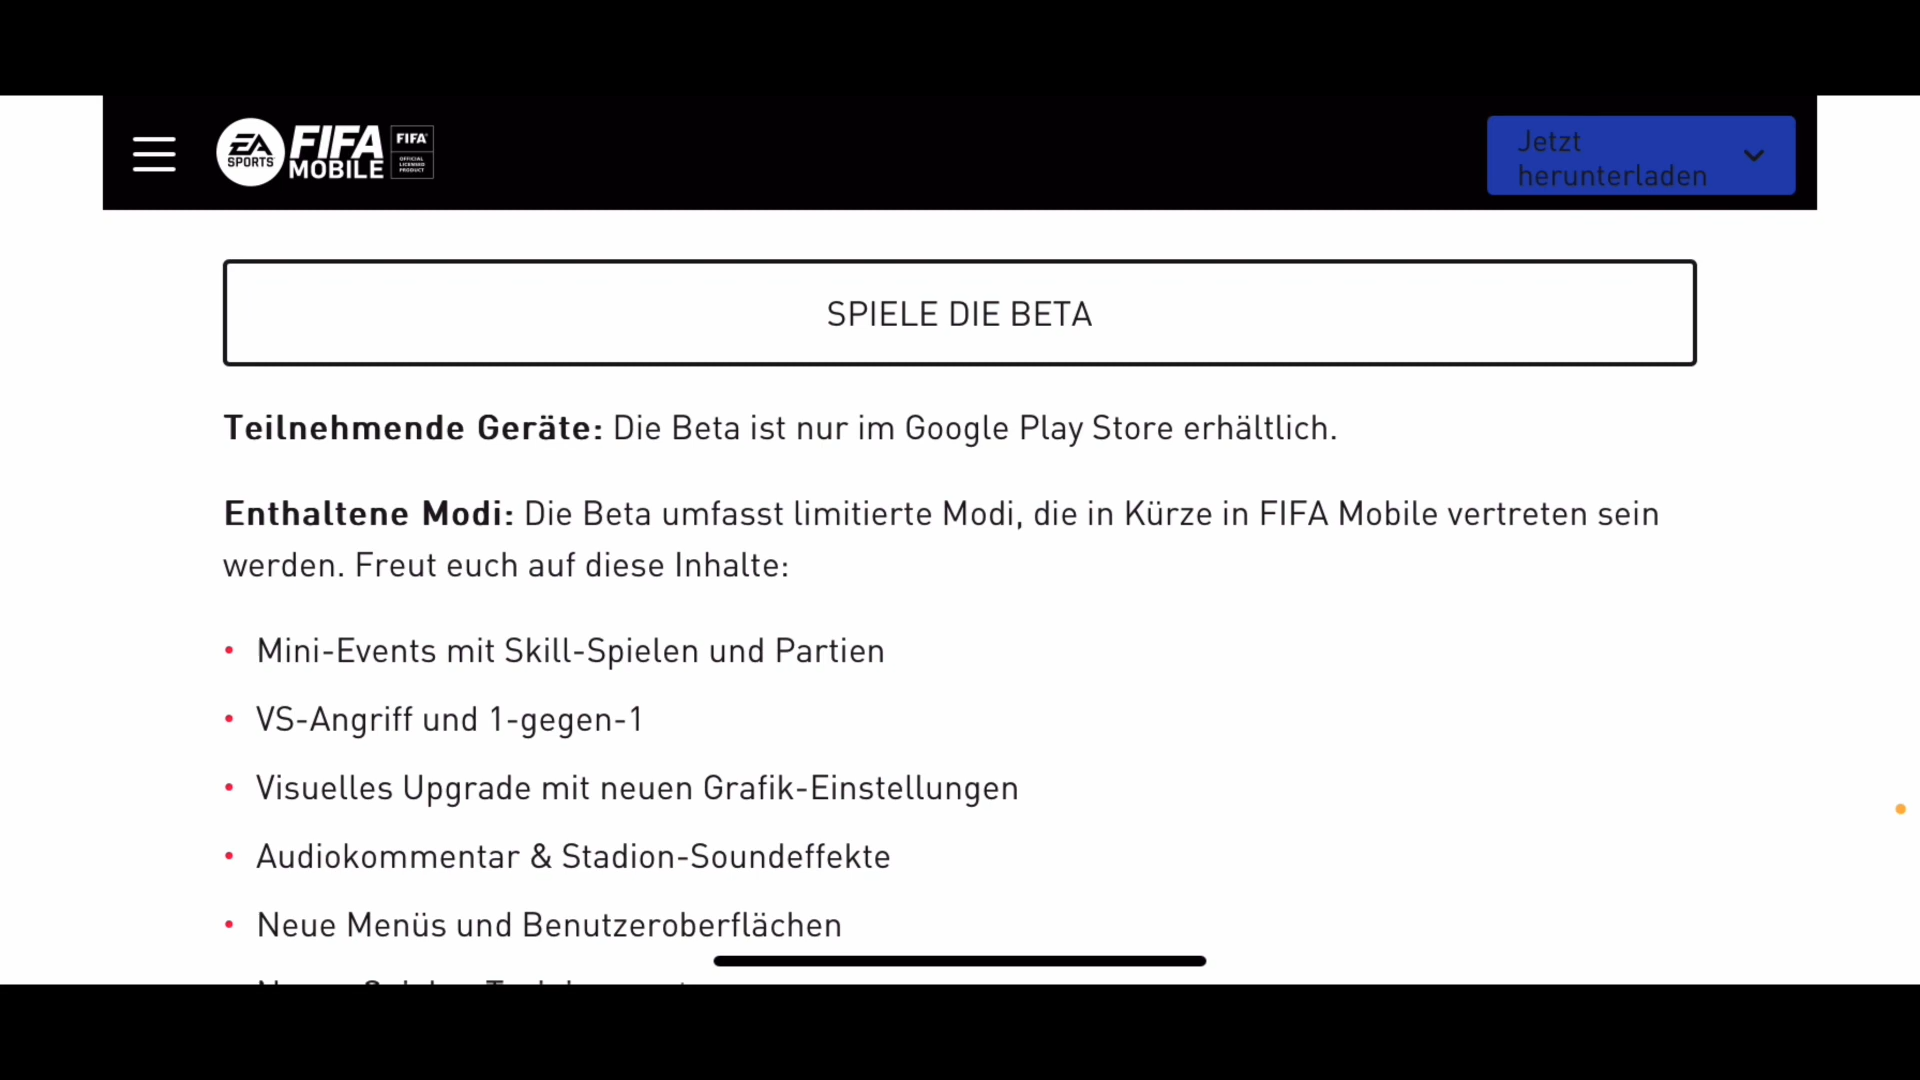 EA SPORTS
FIFA MOBILE
FIFA
OFFICIAL LICENSED PRODUCT
Jetzt
herunterladen
SPIELE DIE BETA
Teilnehmende Geräte: Die Beta ist nur im Google Play Store erhältlich.
Enthaltene Modi: Die Beta umfasst limitierte Modi, die in Kürze in FIFA Mobile vertreten sein
werden. Freut euch auf diese Inhalte:
• Mini-Events mit Skill-Spielen und Partien
• VS-Angriff und 1-gegen-1
• Visuelles Upgrade mit neuen Grafik-Einstellungen
• Audiokommentar & Stadion-Soundeffekte
• Neue Menüs und Benutzeroberflächen